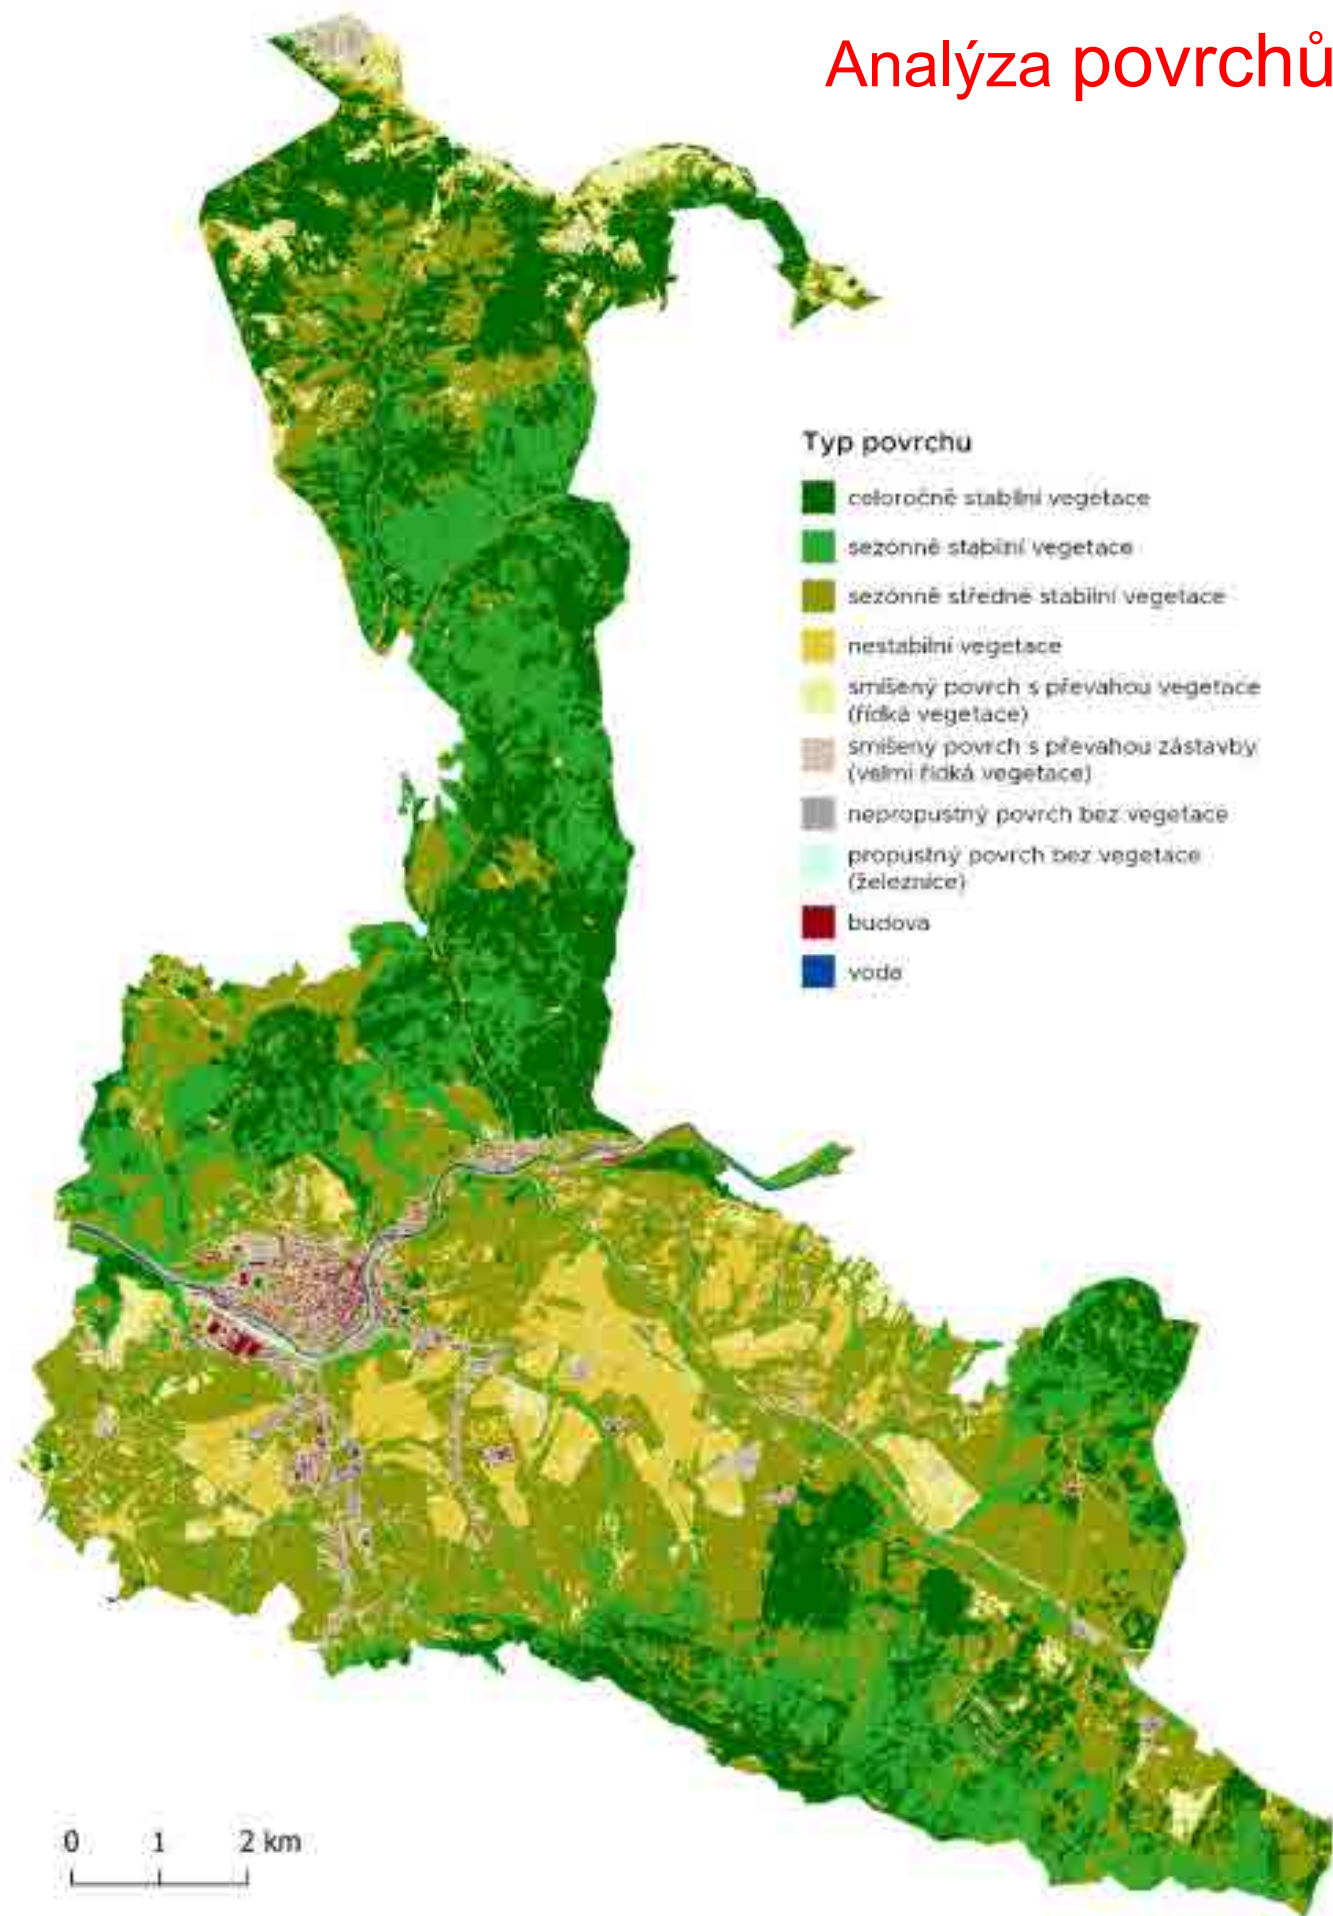 Analýza povrchů
Typ povrchu
celoročně stabilní vegetace
sezónně stabilní vegetace
sezónně středně stabilní vegetace
nestabilní vegetace
smíšený povrch s převahou vegetace
(řídká vegetace)
smíšený povrch s převahou zástavby
(velmi řídká vegetace)
nepropustný povrch bez vegetace
propustný povrch bez vegetace
(železnice)
budova
voda
0 1 2 km